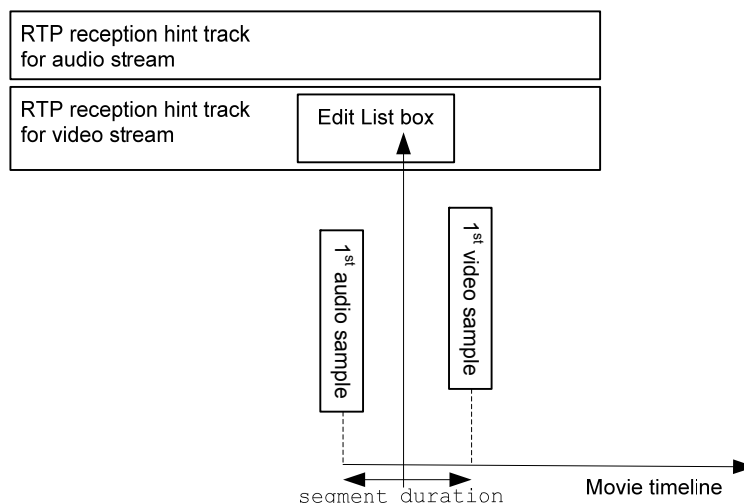 RTP reception hint track
for audio stream
RTP reception hint track
for video stream
Edit List box
1st audio sample
1st video sample
segment duration
Movie timeline